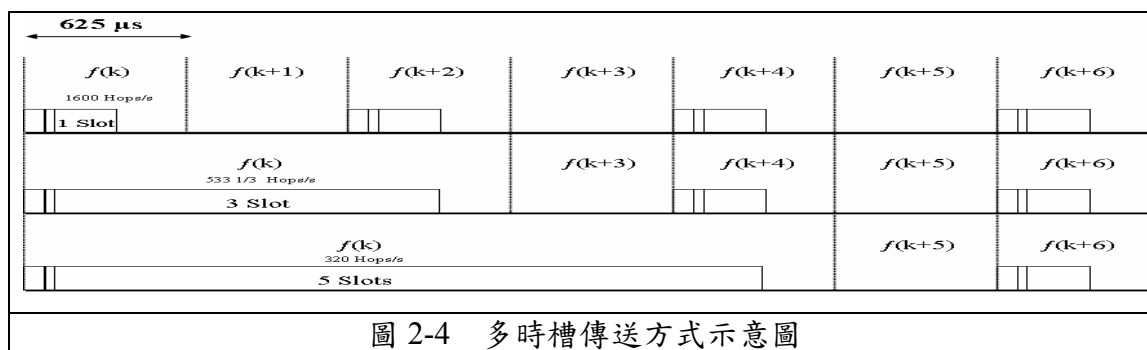 625 μs
f(k) f(k+1) f(k+2) f(k+3) f(k+4) f(k+5) f(k+6)
1600 Hops/s
1 Slot
f(k) f(k+3) f(k+4) f(k+5) f(k+6)
533 1/3 Hops/s
3 Slot
f(k) f(k+5) f(k+6)
320 Hops/s
5 Slots
圖 2-4 多時槽傳送方式示意圖